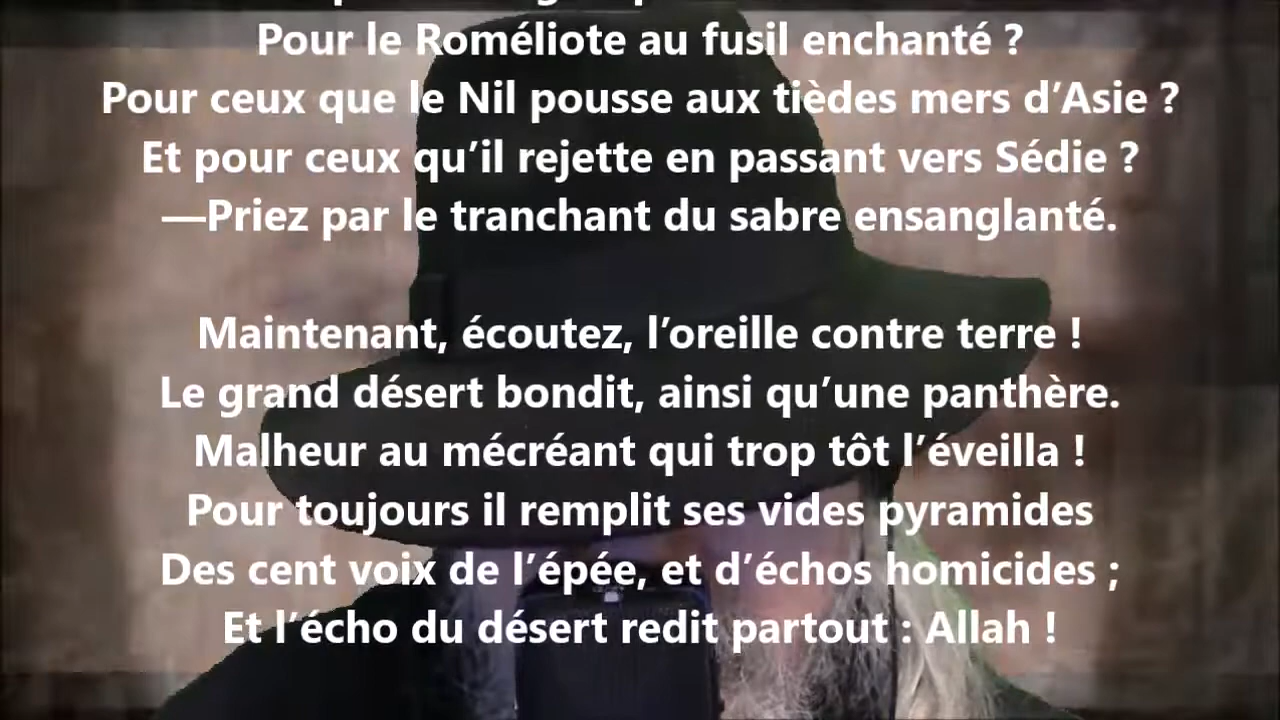 Pour le Roméliote au fusil enchanté ?
Pour ceux que le Nil pousse aux tièdes mers d’Asie ?
Et pour ceux qu’il rejette en passant vers Sédie ?
—Priez par le tranchant du sabre ensanglanté.
Maintenant, écoutez, l’oreille contre terre !
Le grand désert bondit, ainsi qu’une panthère.
Malheur au mécréant qui trop tôt l’éveilla !
Pour toujours il remplit ses vides pyramides
Des cent voix de l’épée, et d’échos homicides ;
Et l’écho du désert redit partout : Allah !